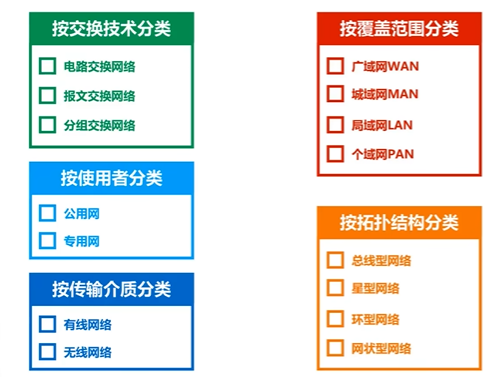 按交换技术分类
电路交换网络
报文交换网络
分组交换网络
按使用者分类
公用网
专用网
按传输介质分类
有线网络
无线网络
按覆盖范围分类
广域网WAN
城域网MAN
局域网LAN
个域网PAN
按拓扑结构分类
总线型网络
星型网络
环型网络
网状型网络